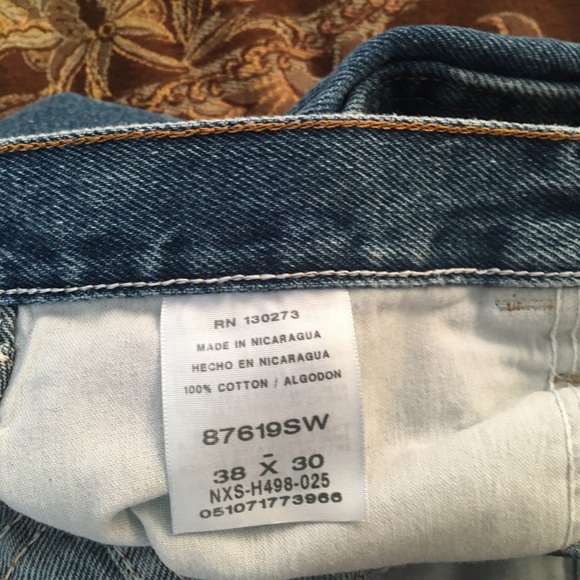 RN 130273
MADE IN NICARAGUA
HECHO EN NICARAGUA
100% COTTON / ALGODON
87619SW
-
38 X 30
NXS-H498-025
051071773966